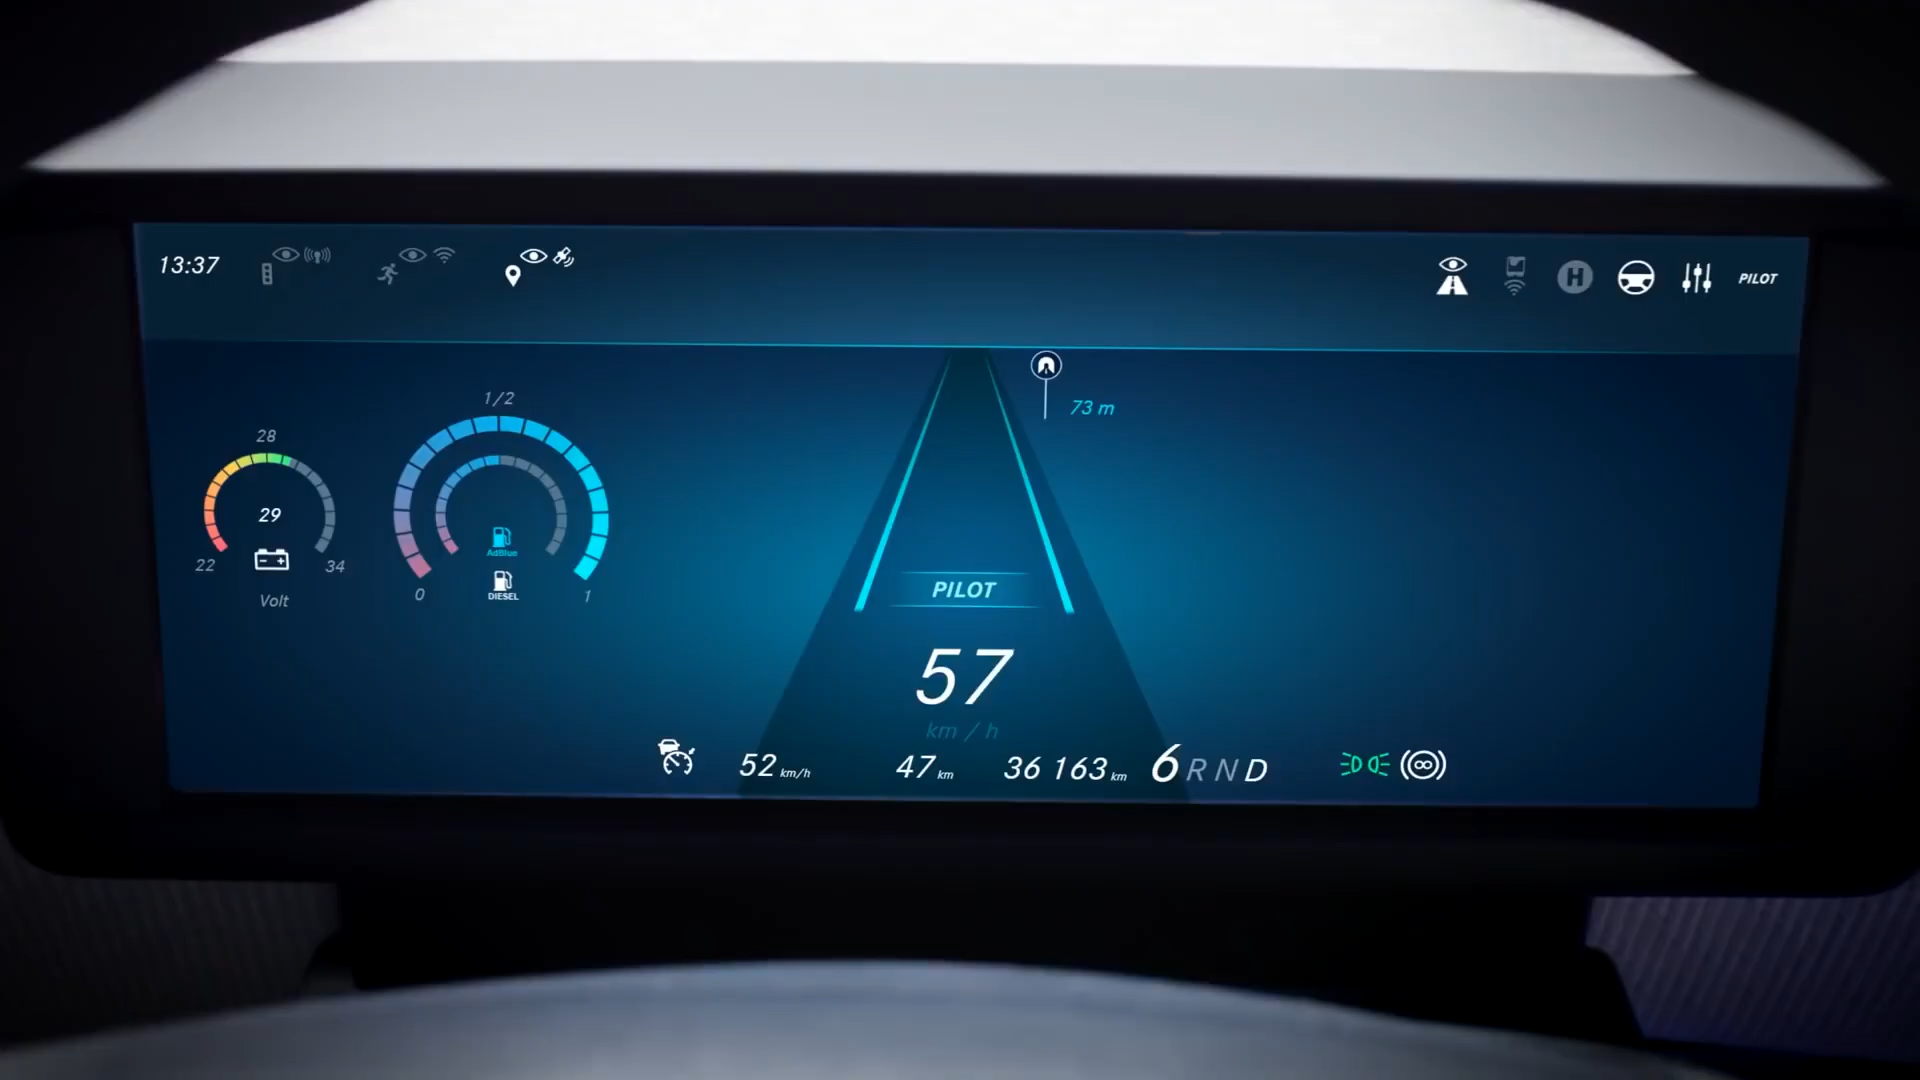 13:37
H
PILOT
73 m
1/2
28
29
22
34
Volt
AdBlue
DIESEL
0
1
PILOT
57
km / h
52 km/h
47 km
36 163 km
6 R N D